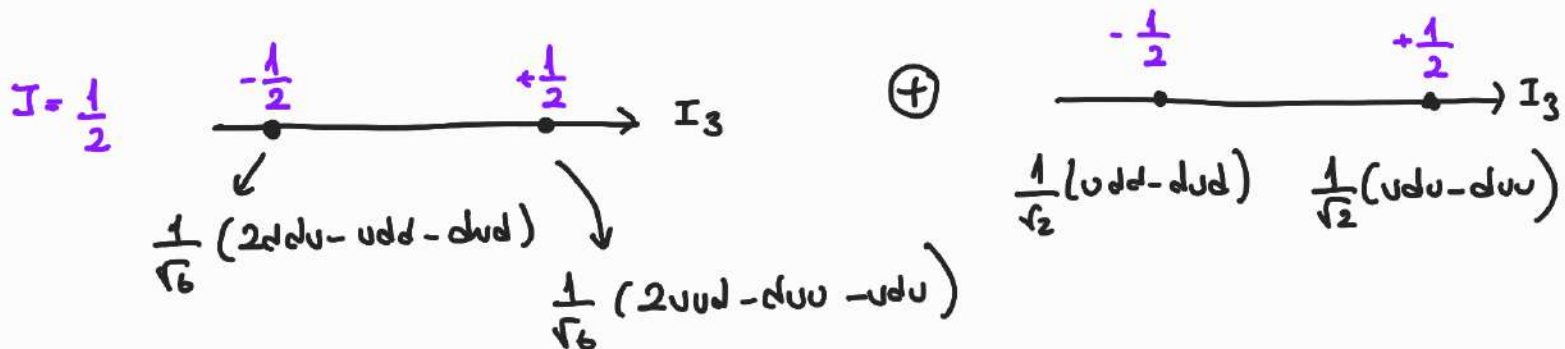 I = 1/2 -1/2 +1/2 I₃ ⊕ -1/2 +1/2 I₃
1/√6 (2ddu - udd - dud) 1/√2 (udd - dud) 1/√2 (udu - duu)
1/√6 (2uud - duu - udu)